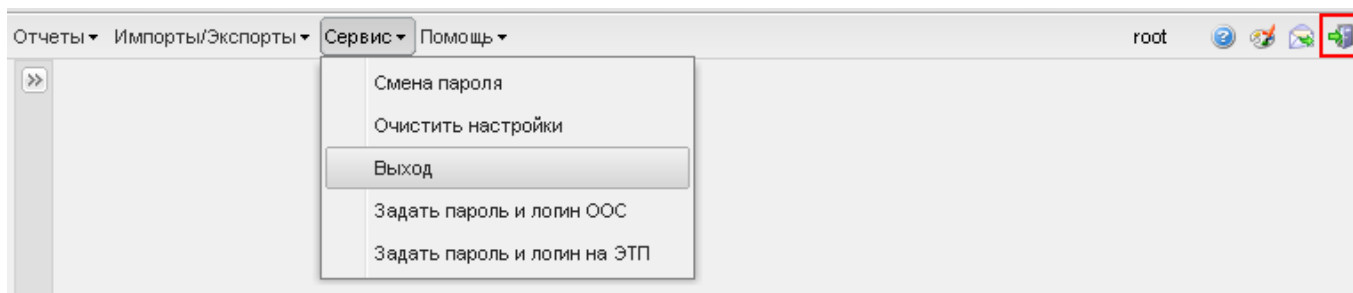 Отчеты Импорты/Экспорты Сервис Помощь root
Смена пароля
Очистить настройки
Выход
Задать пароль и логин ООС
Задать пароль и логин на ЭТП